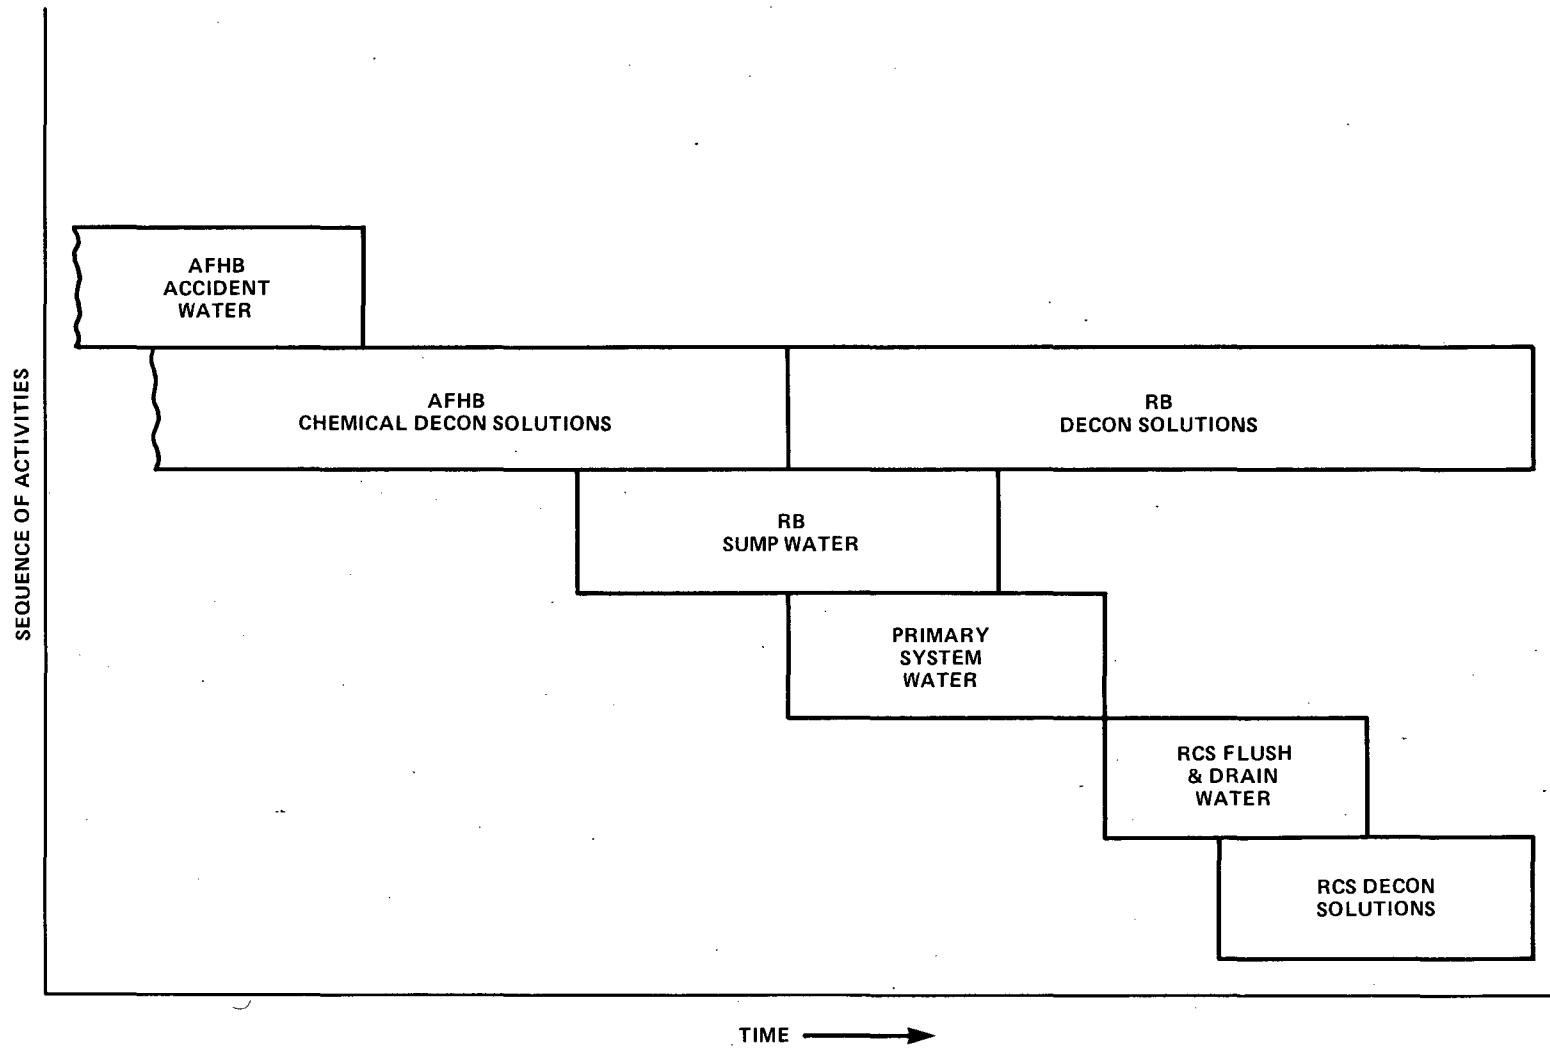 AFHB
ACCIDENT
WATER
AFHB
CHEMICAL DECON SOLUTIONS
RB
DECON SOLUTIONS
RB
SUMP WATER
PRIMARY
SYSTEM
WATER
RCS FLUSH
& DRAIN
WATER
RCS DECON
SOLUTIONS
SEQUENCE OF ACTIVITIES
TIME